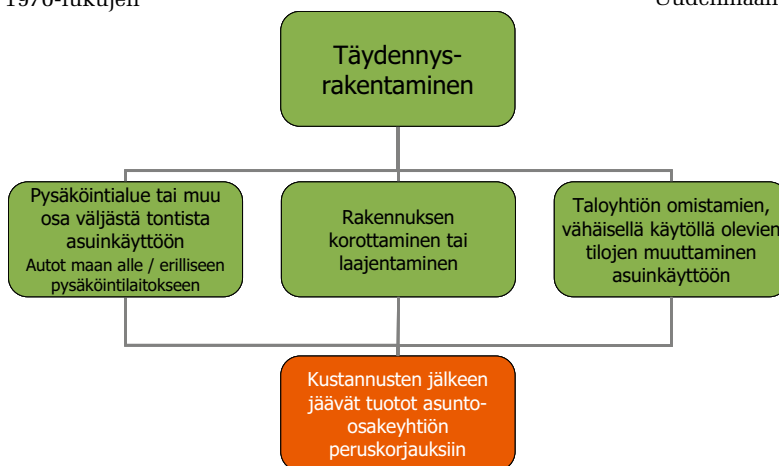 Täydennys-
rakentaminen
Pysäköintialue tai muu
osa väljästä tontista
asuinkäyttöön
Autot maan alle / erilliseen
pysäköintilaitokseen
Rakennuksen
korottaminen tai
laajentaminen
Taloyhtiön omistamien,
vähäisellä käytöllä olevien
tilojen muuttaminen
asuinkäyttöön
Kustannusten jälkeen
jäävät tuotot asunto-
osakeyhtiön
peruskorjauksiin